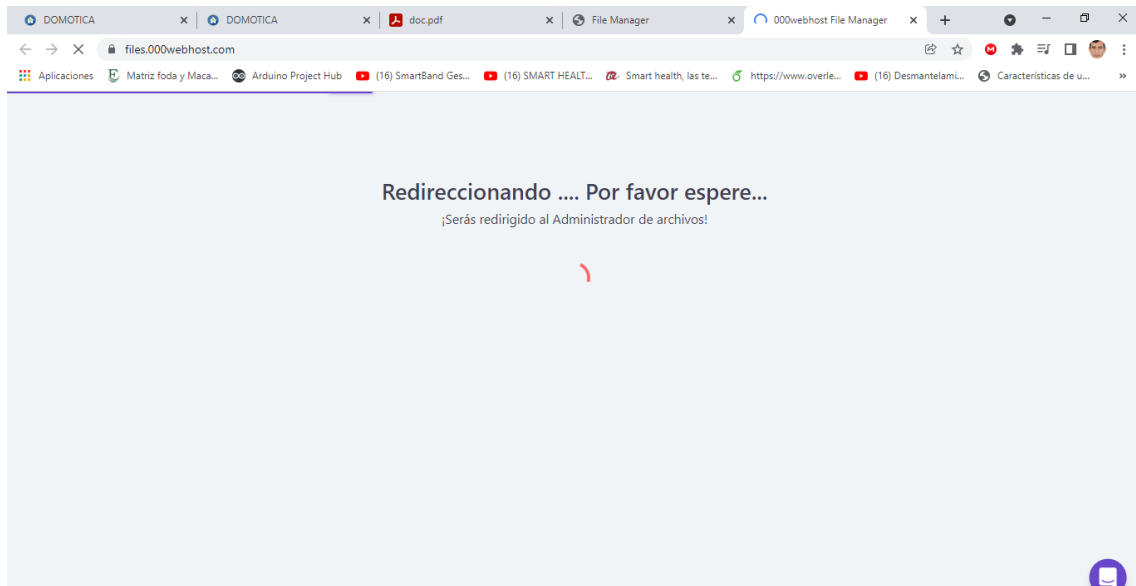 DOMOTICA
DOMOTICA
doc.pdf
File Manager
000webhost File Manager
files.000webhost.com
Aplicaciones
Matriz foda y Maca...
Arduino Project Hub
(16) SmartBand Ges...
(16) SMART HEALT...
Smart health, las te...
https://www.overle...
(16) Desmantelami...
Características de u...
»
Redireccionando .... Por favor espere...
¡Serás redirigido al Administrador de archivos!